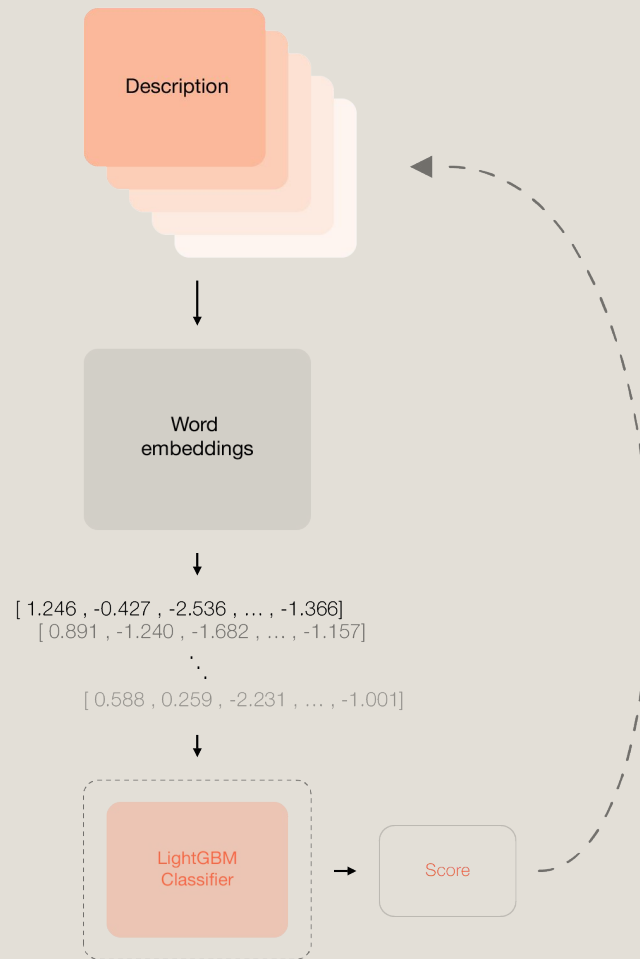 Description
Word
embeddings
[ 1.246 , -0.427 , -2.536 , … , -1.366]
[ 0.891 , -1.240 , -1.682 , … , -1.157]
⋱
[ 0.588 , 0.259 , -2.231 , … , -1.001]
LightGBM
Classifier
Score